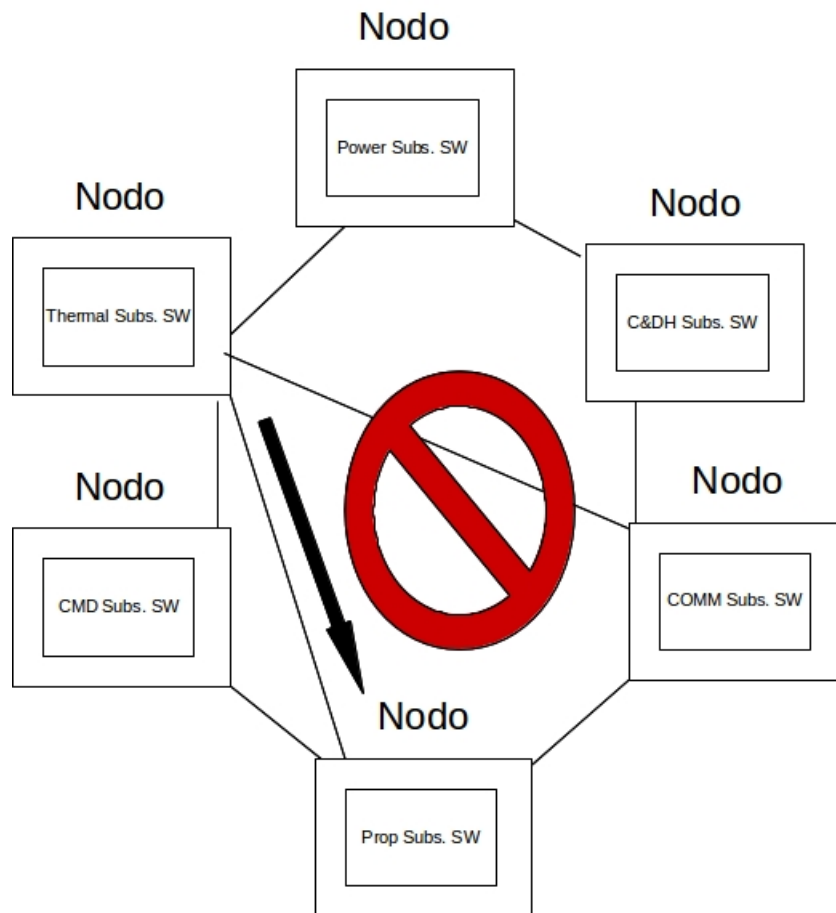 Nodo
Power Subs. SW
Nodo
Thermal Subs. SW
Nodo
C&DH Subs. SW
Nodo
CMD Subs. SW
Nodo
COMM Subs. SW
Nodo
Prop Subs. SW